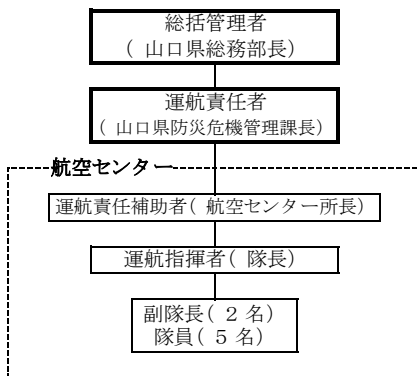 総括管理者
( 山口県総務部長)
運航責任者
( 山口県防災危機管理課長)
航空センター
運航責任補助者( 航空センター所長)
運航指揮者( 隊長)
副隊長( 2 名)
隊員( 5 名)